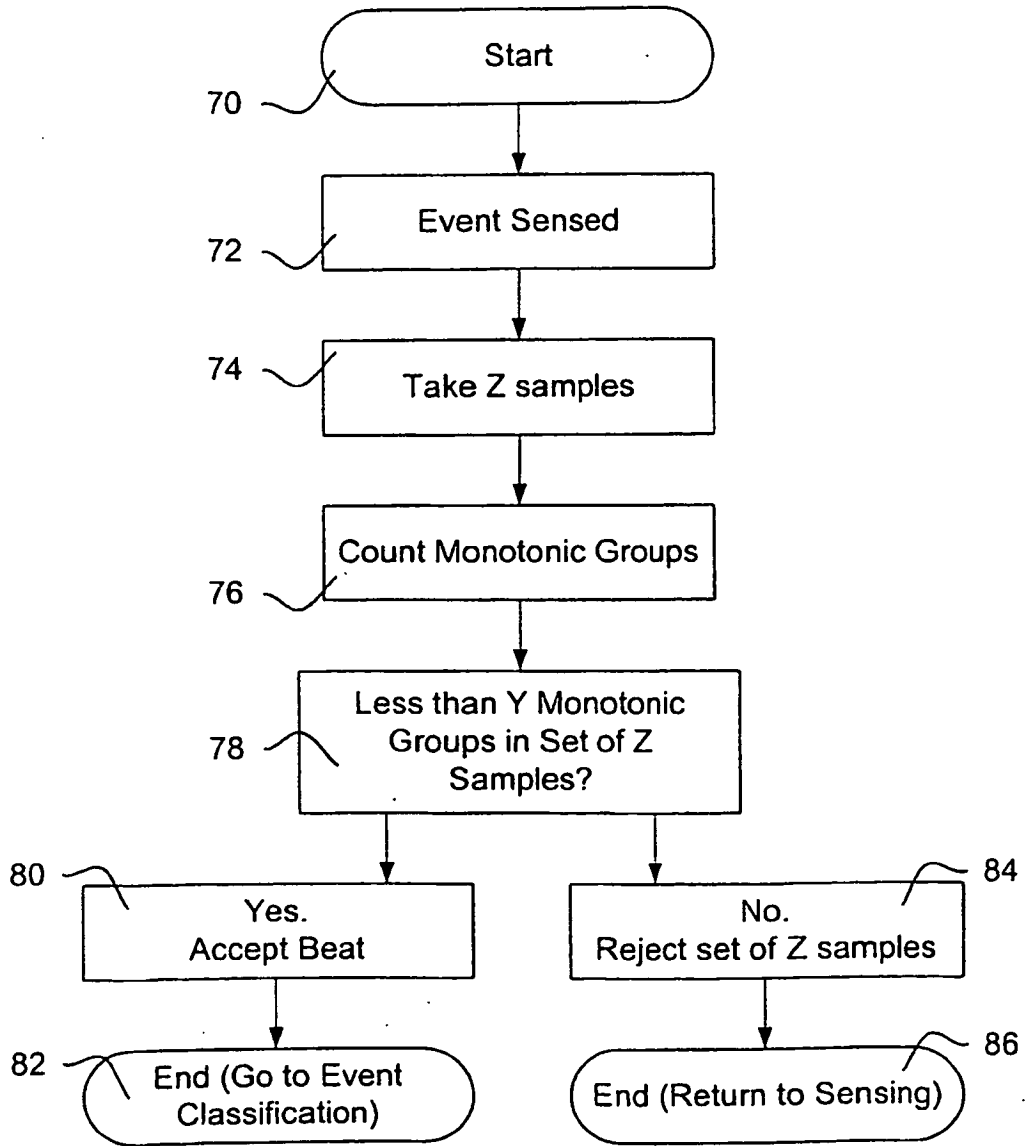 Start
70
Event Sensed
72
74
Take Z samples
Count Monotonic Groups
76
Less than Y Monotonic
Groups in Set of Z
Samples?
78
80
Yes.
Accept Beat
84
No.
Reject set of Z samples
82
End (Go to Event
Classification)
86
End (Return to Sensing)